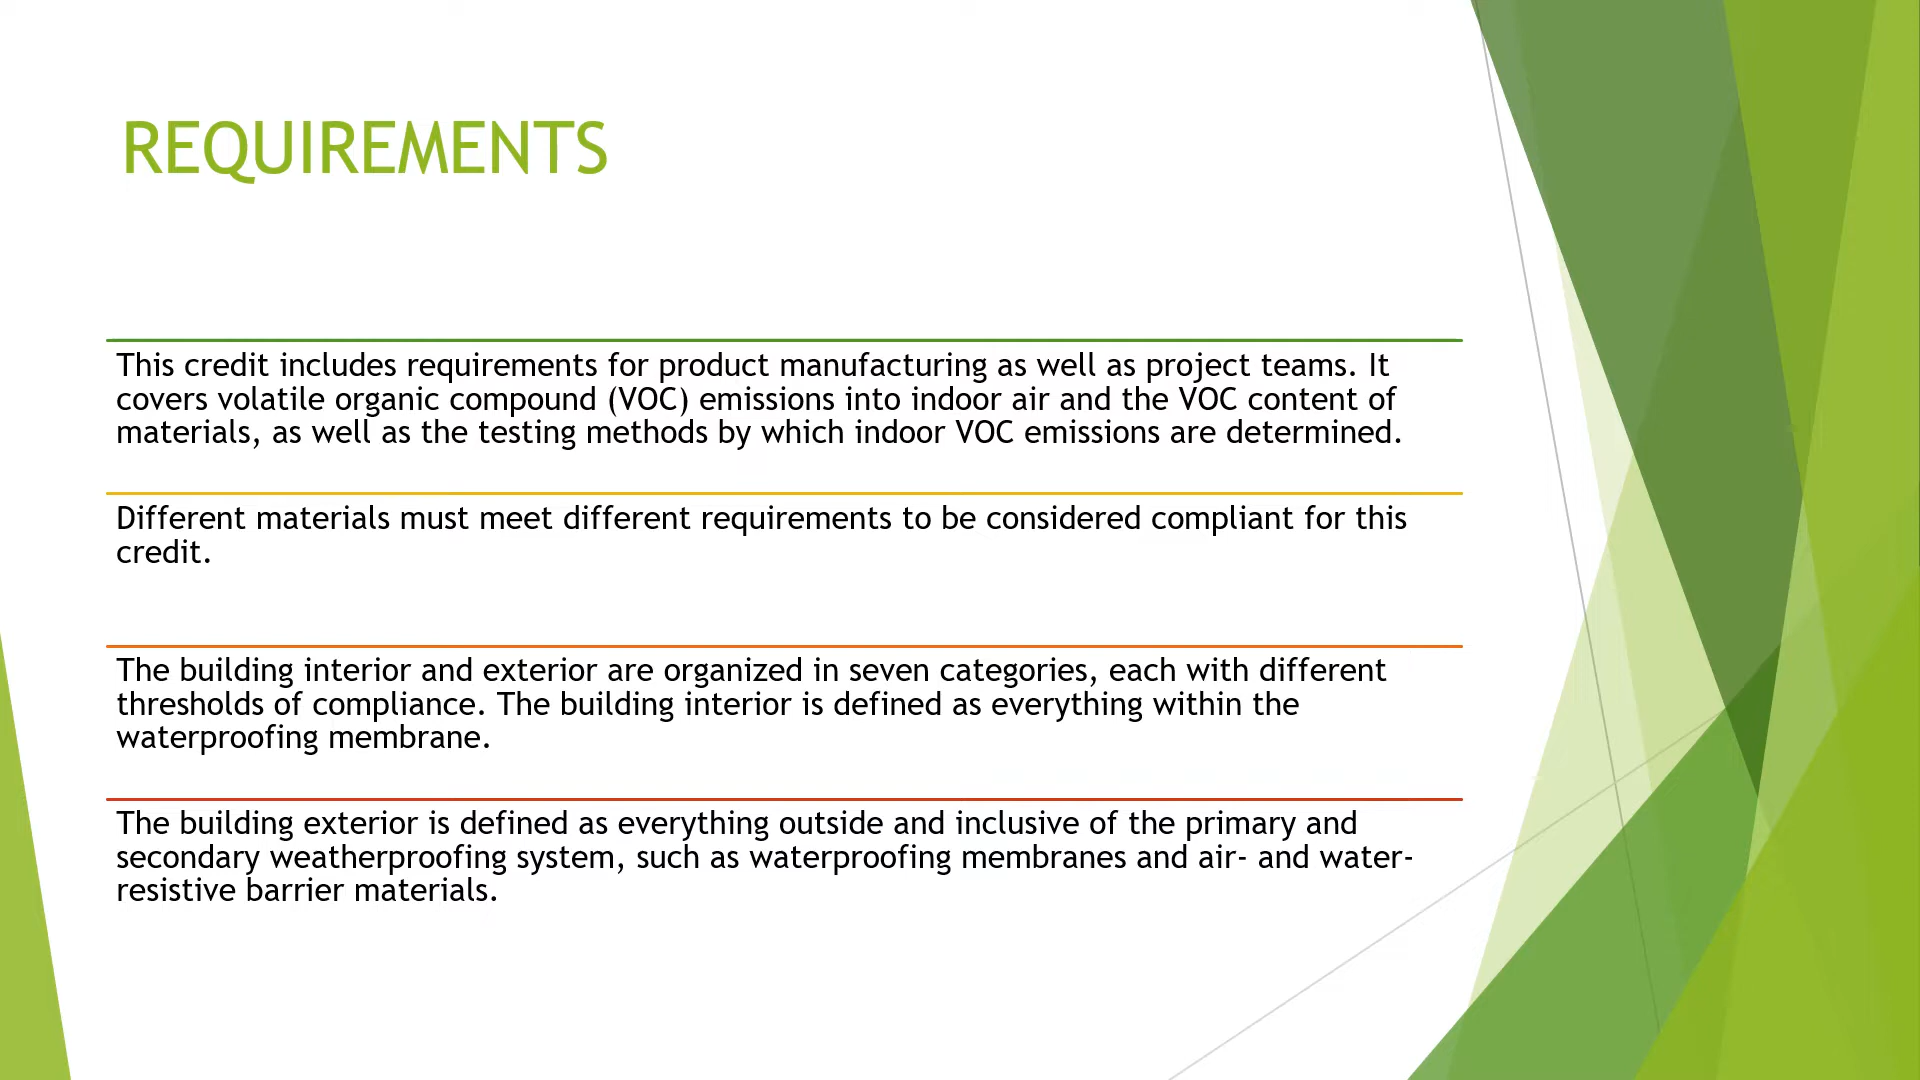 REQUIREMENTS
This credit includes requirements for product manufacturing as well as project teams. It
covers volatile organic compound (VOC) emissions into indoor air and the VOC content of
materials, as well as the testing methods by which indoor VOC emissions are determined.
Different materials must meet different requirements to be considered compliant for this
credit.
The building interior and exterior are organized in seven categories, each with different
thresholds of compliance. The building interior is defined as everything within the
waterproofing membrane.
The building exterior is defined as everything outside and inclusive of the primary and
secondary weatherproofing system, such as waterproofing membranes and air- and water-
resistive barrier materials.